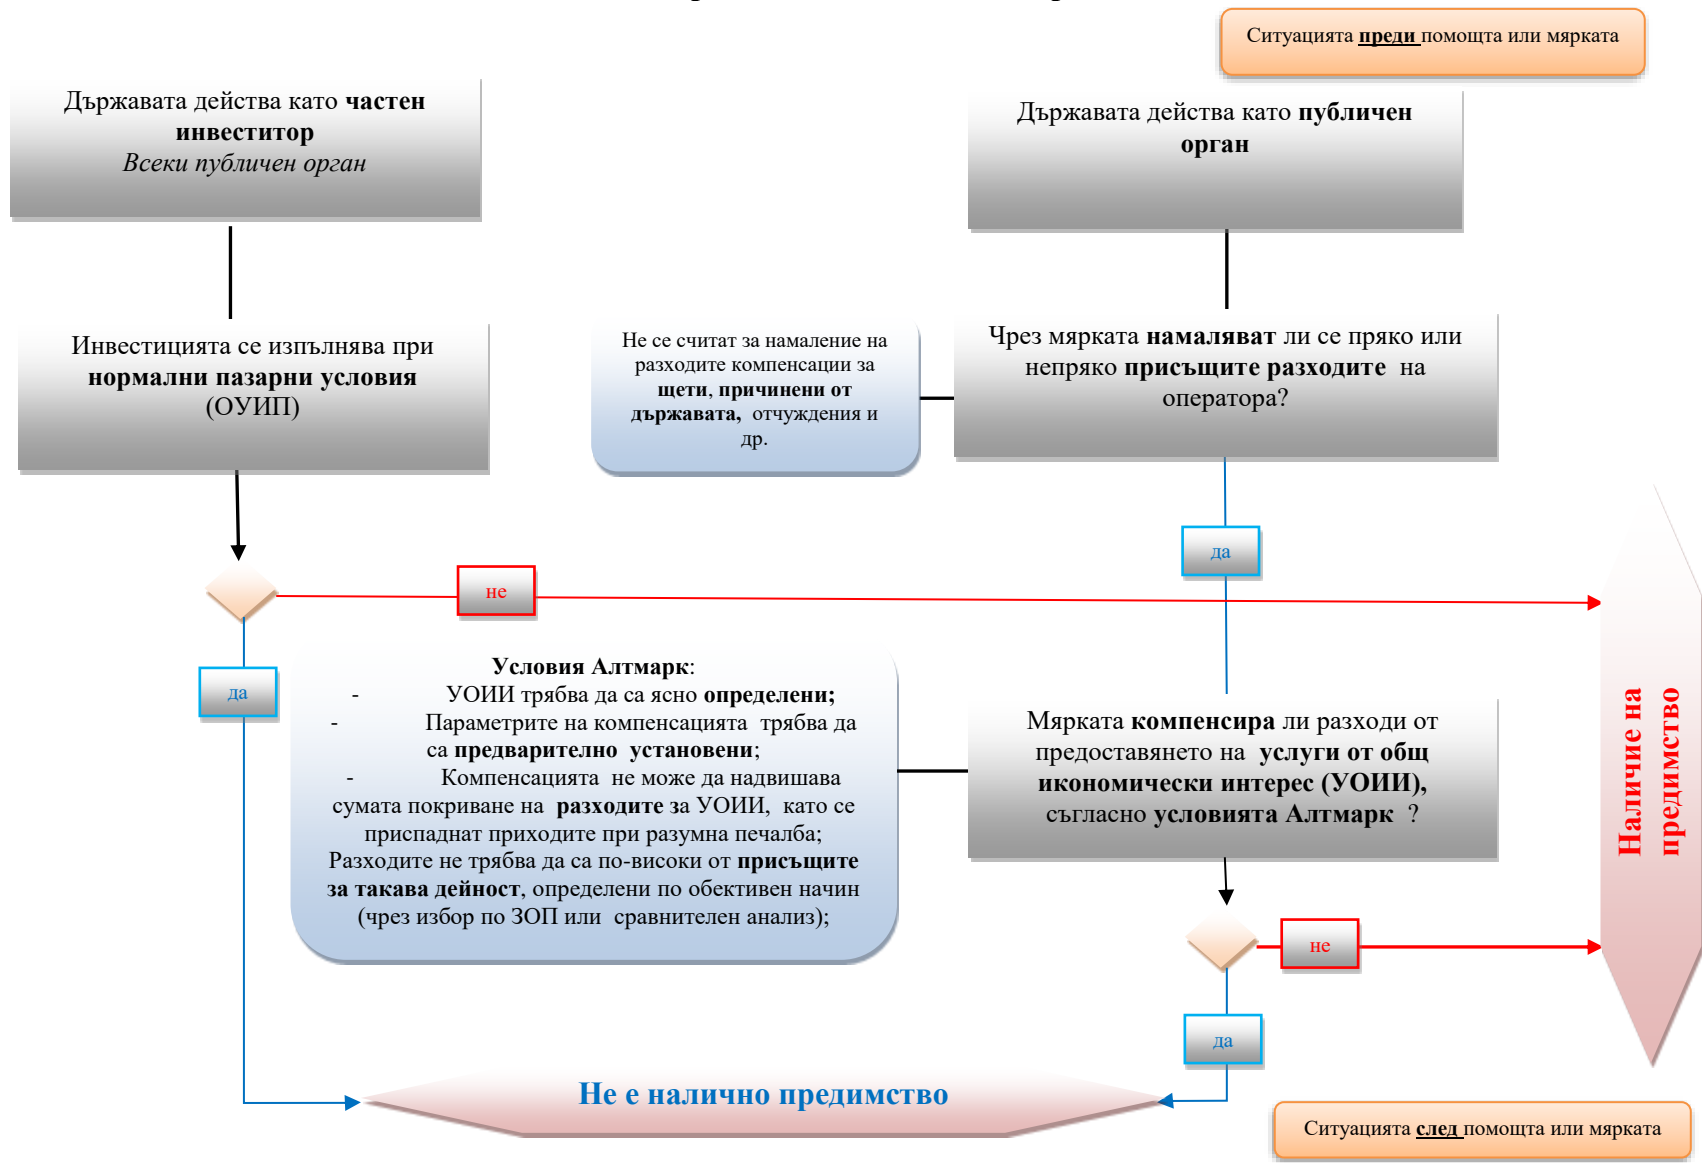 Ситуацията преди помощта или мярката
Държавата действа като частен
инвеститор
Всеки публичен орган
Държавата действа като публичен
орган
Инвестицията се изпълнява при
нормални пазарни условия
(ОУИП)
Не се считат за намаление на
разходите компенсации за
щети, причинени от
държавата, отчуждения и
др.
Чрез мярката намаляват ли се пряко или
непряко присъщите разходите на
оператора?
да
не
да
Условия Алтмарк:
- УОИИ трябва да са ясно определени;
- Параметрите на компенсацията трябва да
са предварително установени;
- Компенсацията не може да надвишава
сумата покриване на разходите за УОИИ, като се
приспаднат приходите при разумна печалба;
Разходите не трябва да са по-високи от присъщите
за такава дейност, определени по обективен начин
(чрез избор по ЗОП или сравнителен анализ);
Мярката компенсира ли разходи от
предоставянето на услуги от общ
икономически интерес (УОИИ),
съгласно условията Алтмарк ?
Наличие на
предимство
не
да
Не е налично предимство
Ситуацията след помощта или мярката